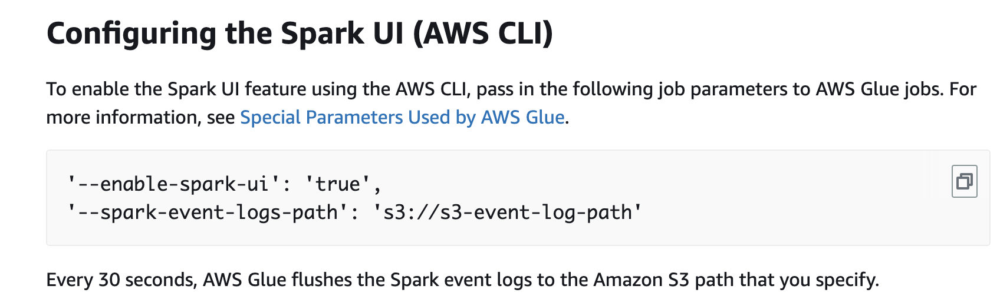 Configuring the Spark UI (AWS CLI)
To enable the Spark UI feature using the AWS CLI, pass in the following job parameters to AWS Glue jobs. For
more information, see Special Parameters Used by AWS Glue.
'--enable-spark-ui': 'true',
'--spark-event-logs-path': 's3://s3-event-log-path'
Every 30 seconds, AWS Glue flushes the Spark event logs to the Amazon S3 path that you specify.